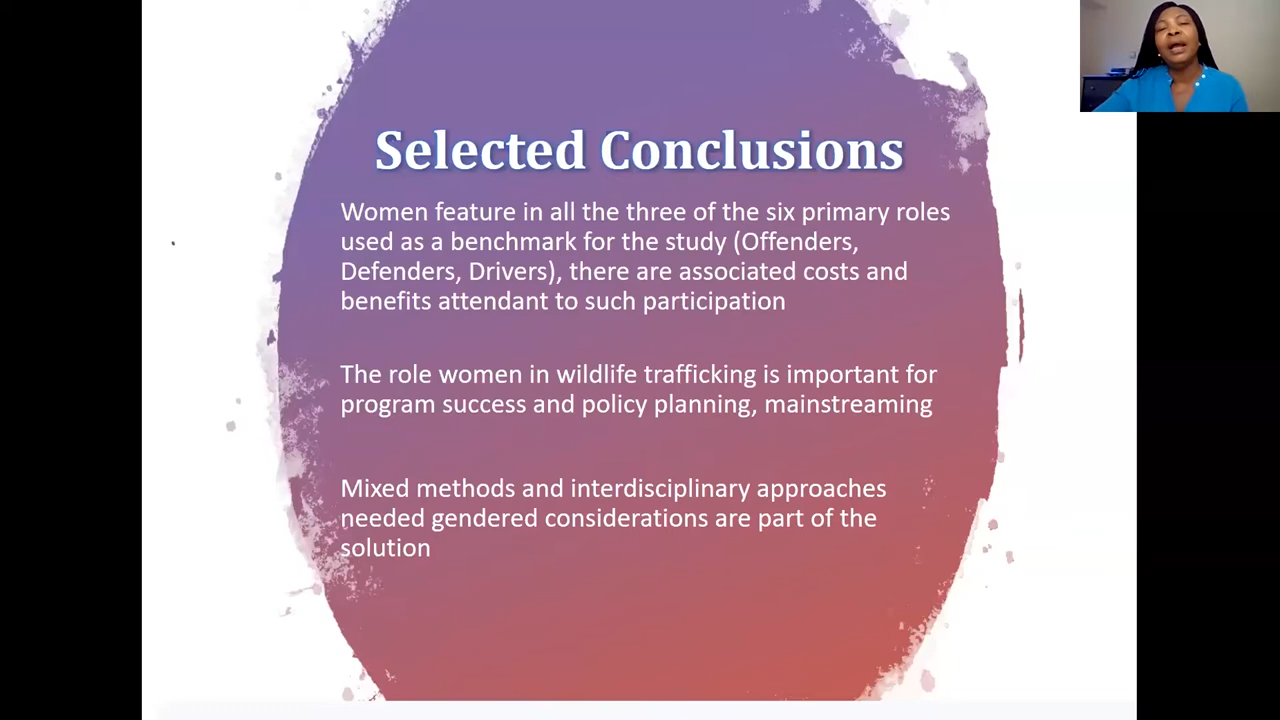 Selected Conclusions
Women feature in all the three of the six primary roles
used as a benchmark for the study (Offenders,
Defenders, Drivers), there are associated costs and
benefits attendant to such participation
The role women in wildlife trafficking is important for
program success and policy planning, mainstreaming
Mixed methods and interdisciplinary approaches
needed gendered considerations are part of the
solution